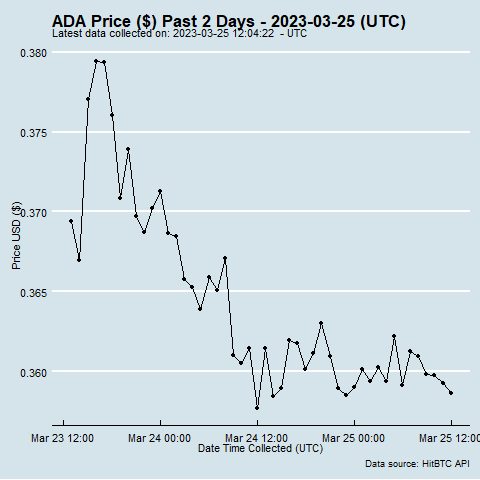 ADA Price ($) Past 2 Days - 2023-03-25 (UTC)
Latest data collected on: 2023-03-25 12:04:22  - UTC
0.380
0.375
0.370
0.365
0.360
Price USD ($)
Mar 23 12:00
Mar 24 00:00
Mar 24 12:00
Mar 25 00:00
Mar 25 12:00
Date Time Collected (UTC)
Data source: HitBTC API